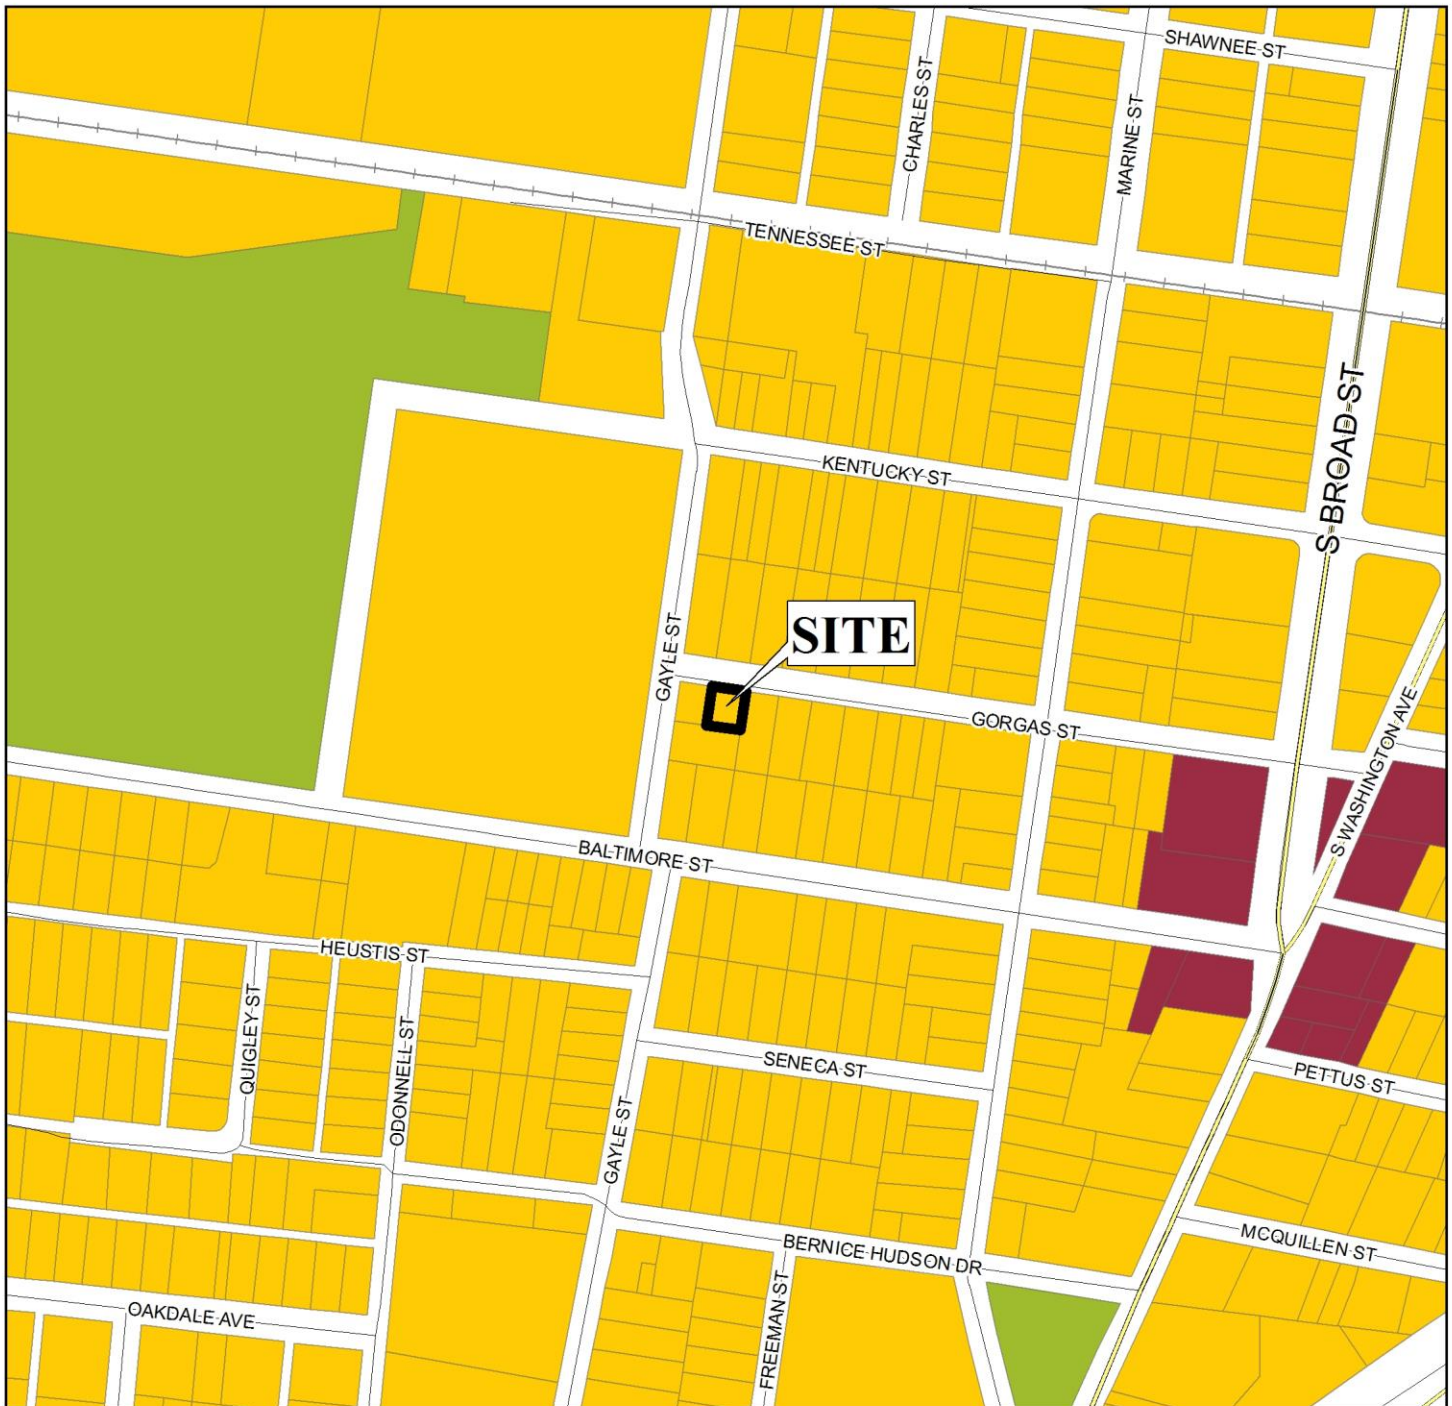 SHAWNEE ST
CHARLES ST
MARINE ST
TENNESSEE ST
S BROAD ST
KENTUCKY ST
SITE
GAYLE ST
GORGAS ST
S WASHINGTON AVE
BALTIMORE ST
HEUSTIS ST
QUIGLEY ST
ODONNELL ST
SENECA ST
PETTUS ST
GAYLE ST
BERNICE HUDSON DR
MCQUILLEN ST
FREEMAN ST
OAKDALE AVE